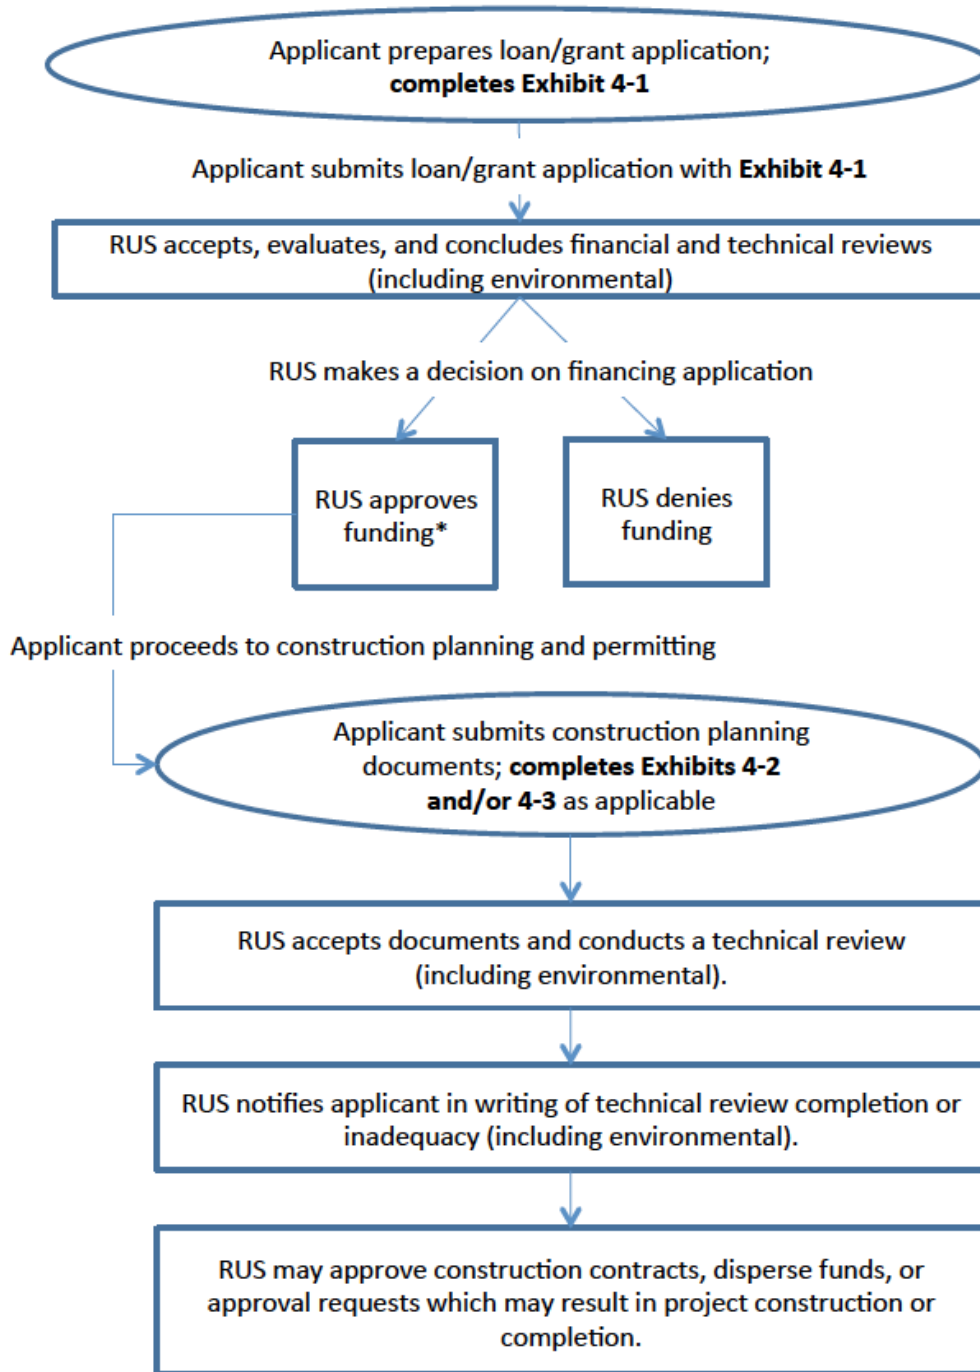 Applicant prepares loan/grant application;
completes Exhibit 4-1
Applicant submits loan/grant application with Exhibit 4-1
RUS accepts, evaluates, and concludes financial and technical reviews
(including environmental)
RUS makes a decision on financing application
RUS approves
funding*
RUS denies
funding
Applicant proceeds to construction planning and permitting
Applicant submits construction planning
documents; completes Exhibits 4-2
and/or 4-3 as applicable
RUS accepts documents and conducts a technical review
(including environmental).
RUS notifies applicant in writing of technical review completion or
inadequacy (including environmental).
RUS may approve construction contracts, disperse funds, or
approval requests which may result in project construction or
completion.